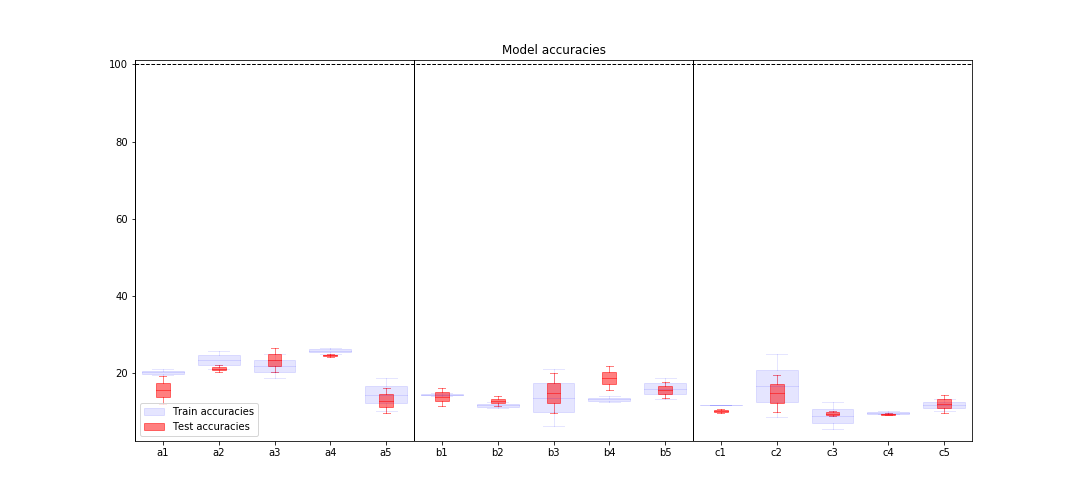 Model accuracies
100
80
60
40
20
Train accuracies
Test accuracies
a1 a2 a3 a4 a5 b1 b2 b3 b4 b5 c1 c2 c3 c4 c5